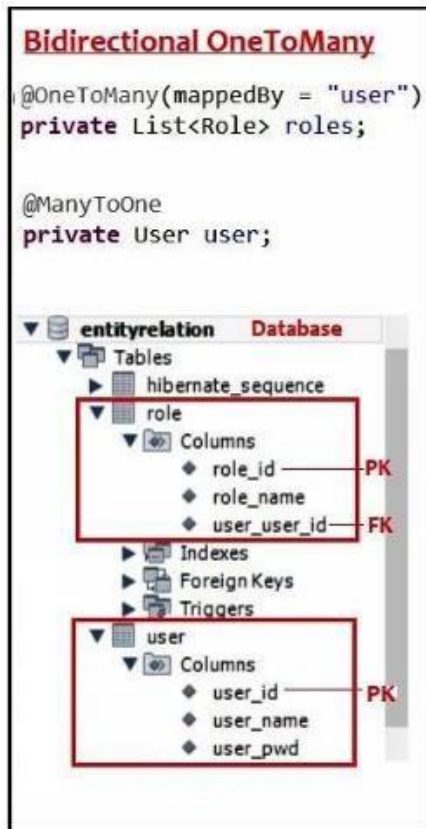 Bidirectional OneToMany
@OneToMany(mappedBy = "user")
private List<Role> roles;
@ManyToOne
private User user;
entityrelation Database
Tables
hibernate_sequence
role
Columns
role_id PK
role_name
user_user_id FK
Indexes
Foreign Keys
Triggers
user
Columns
user_id PK
user_name
user_pwd